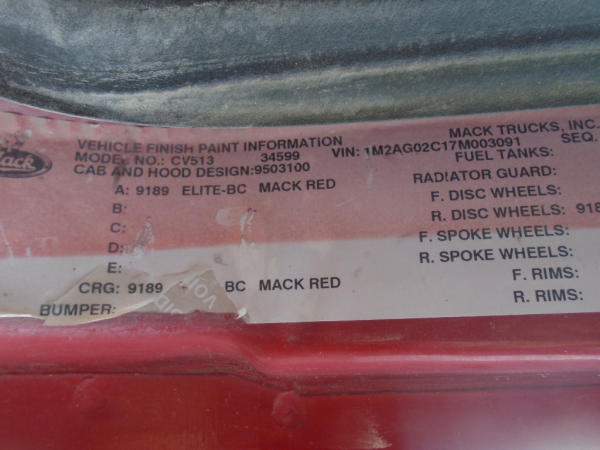 Mack
VEHICLE FINISH PAINT INFORMATION MACK TRUCKS, INC.
MODEL NO.: CV513 34599 VIN: 1M2AG02C17M003091 SEQ.
CAB AND HOOD DESIGN:9503100 FUEL TANKS:
A: 9189 ELITE-BC MACK RED RADIATOR GUARD:
B: F. DISC WHEELS:
C: R. DISC WHEELS: 918
D: F. SPOKE WHEELS:
E: R. SPOKE WHEELS:
CRG: 9189 BC MACK RED F. RIMS:
BUMPER: R. RIMS:
VOID